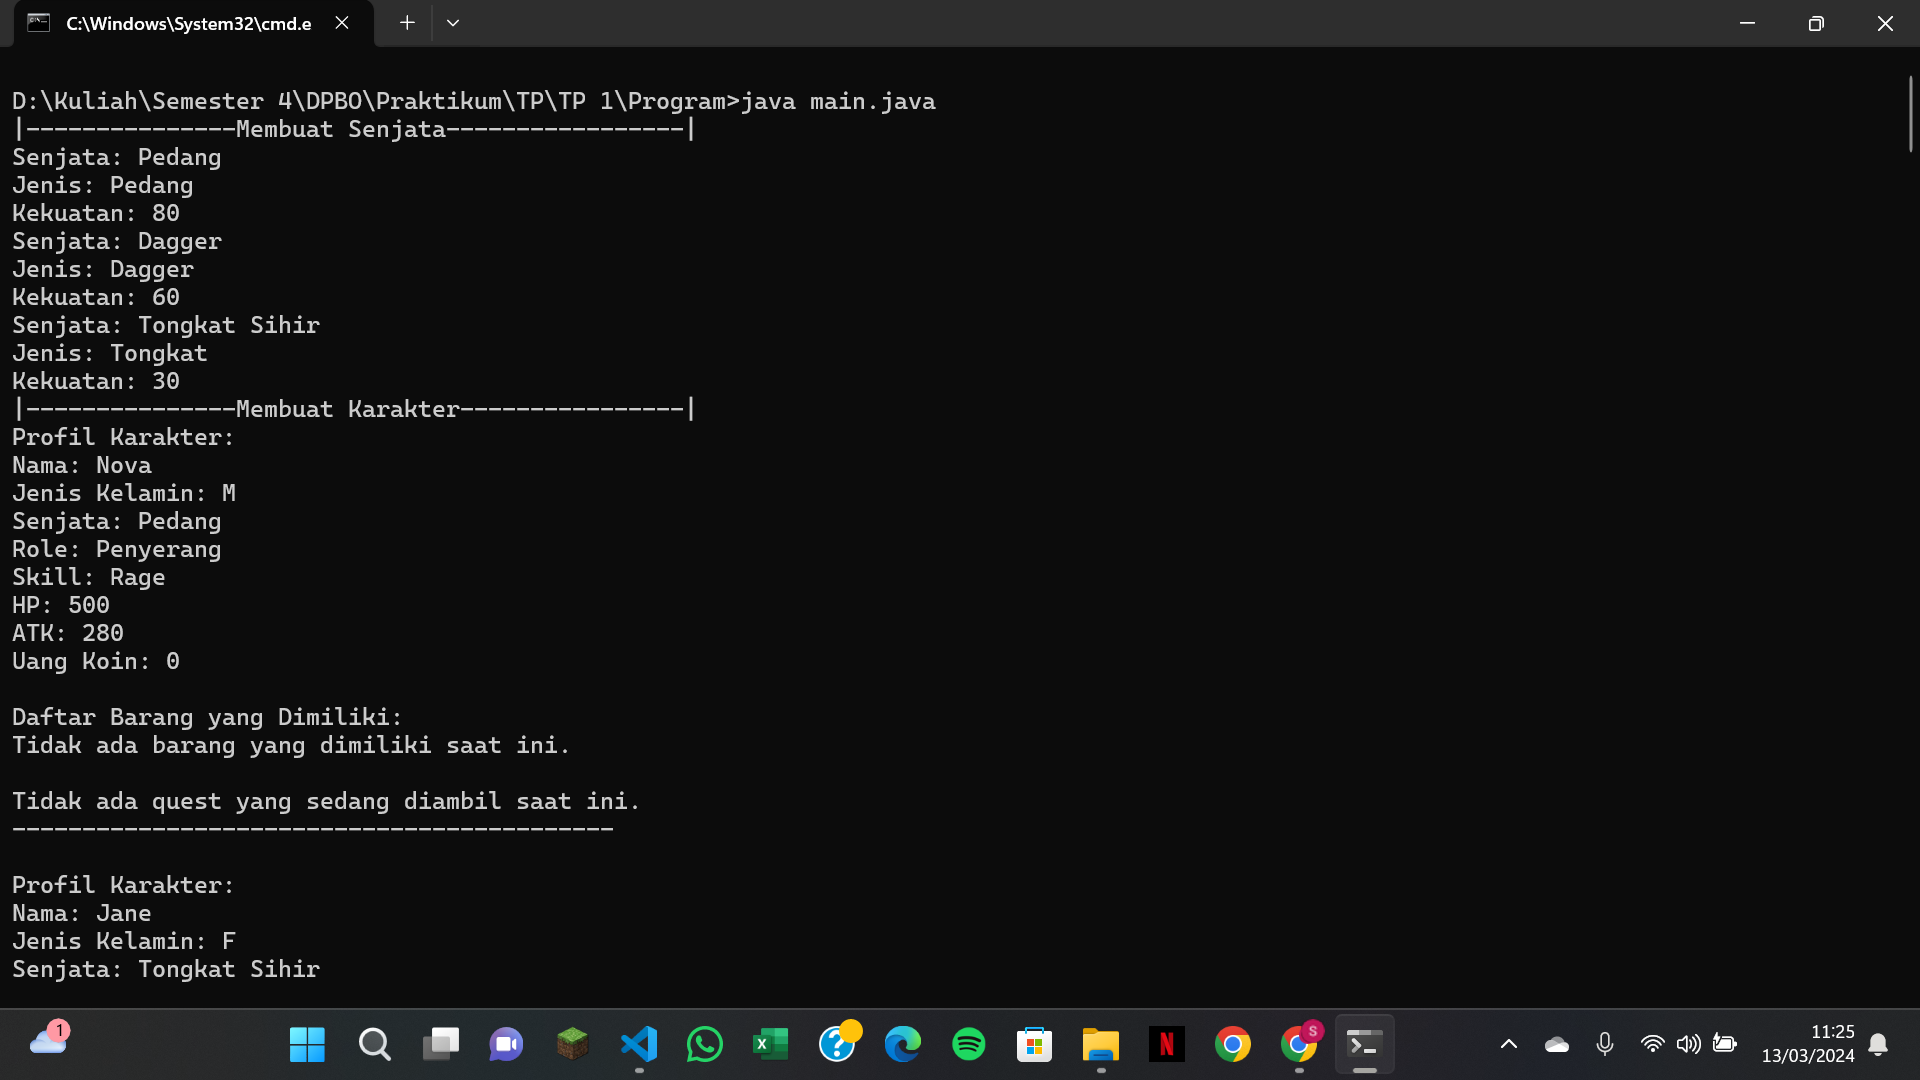 C:\Windows\System32\cmd.e
D:\Kuliah\Semester 4\DPBO\Praktikum\TP\TP 1\Program>java main.java
|---------------Membuat Senjata-----------------|
Senjata: Pedang
Jenis: Pedang
Kekuatan: 80
Senjata: Dagger
Jenis: Dagger
Kekuatan: 60
Senjata: Tongkat Sihir
Jenis: Tongkat
Kekuatan: 30
|---------------Membuat Karakter----------------|
Profil Karakter:
Nama: Nova
Jenis Kelamin: M
Senjata: Pedang
Role: Penyerang
Skill: Rage
HP: 500
ATK: 280
Uang Koin: 0
Daftar Barang yang Dimiliki:
Tidak ada barang yang dimiliki saat ini.
Tidak ada quest yang sedang diambil saat ini.
-------------------------------------------
Profil Karakter:
Nama: Jane
Jenis Kelamin: F
Senjata: Tongkat Sihir
1
S
11:25
13/03/2024